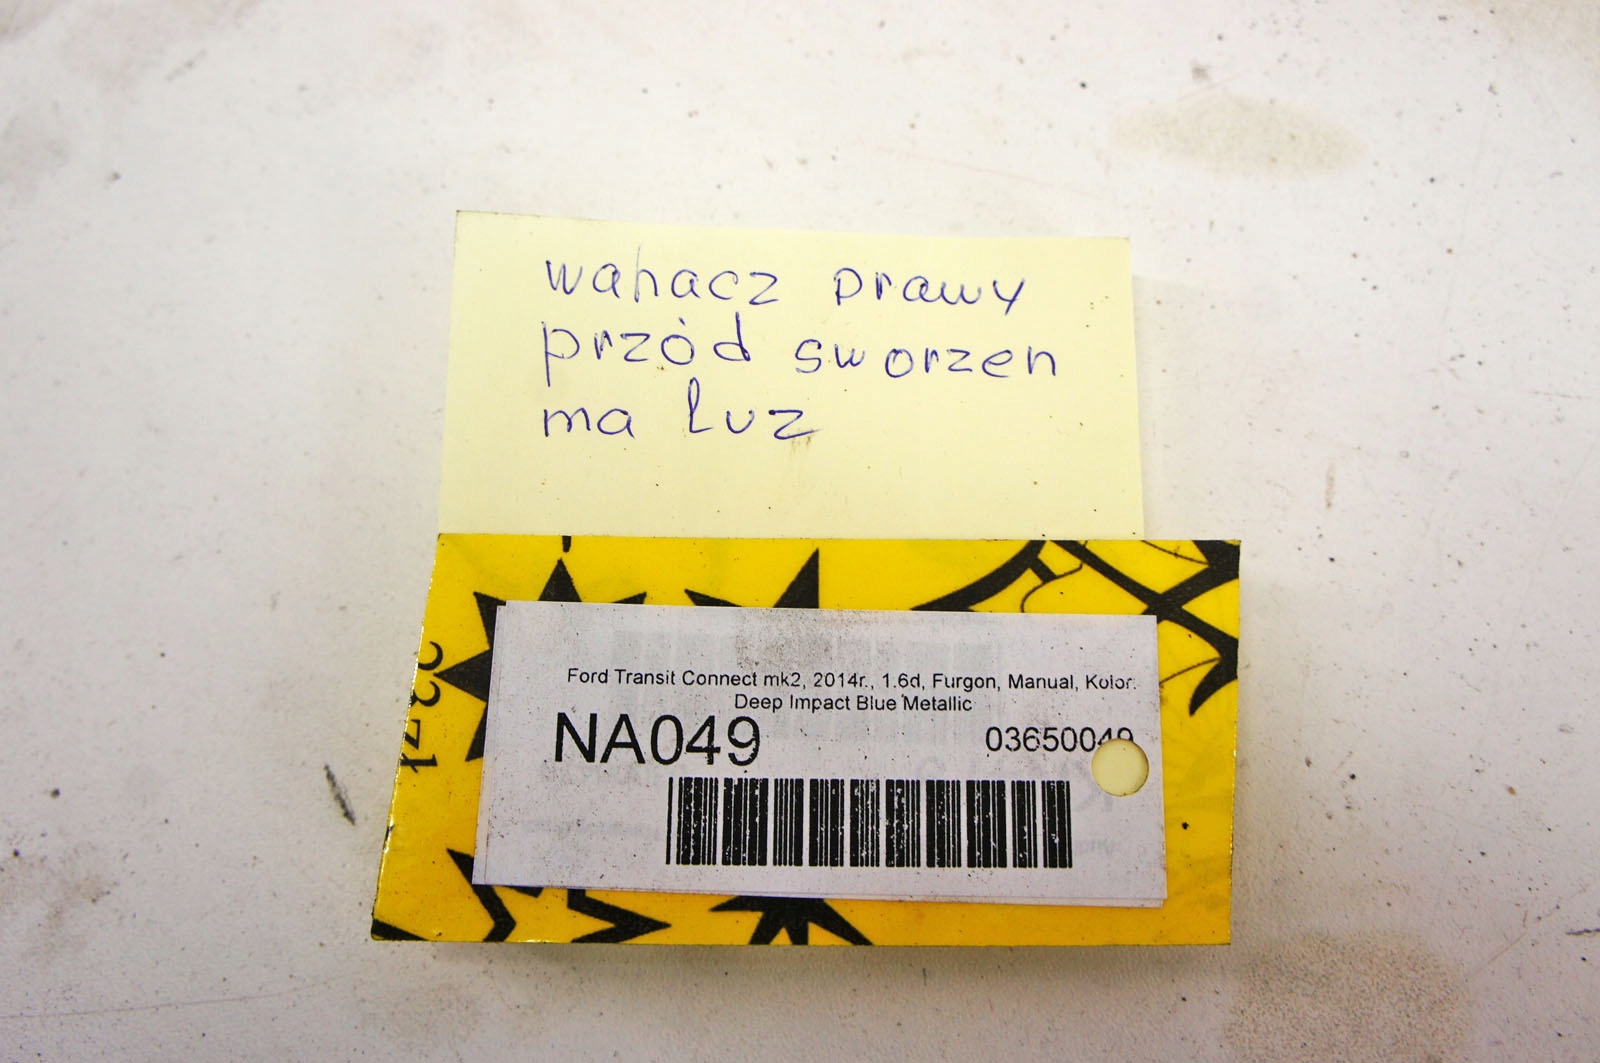 wahacz prawy
przód sworzen
ma luz
Ford Transit Connect mk2, 2014r., 1.6d, Furgon, Manual, Kolor:
Deep Impact Blue Metallic
NA049
03650049